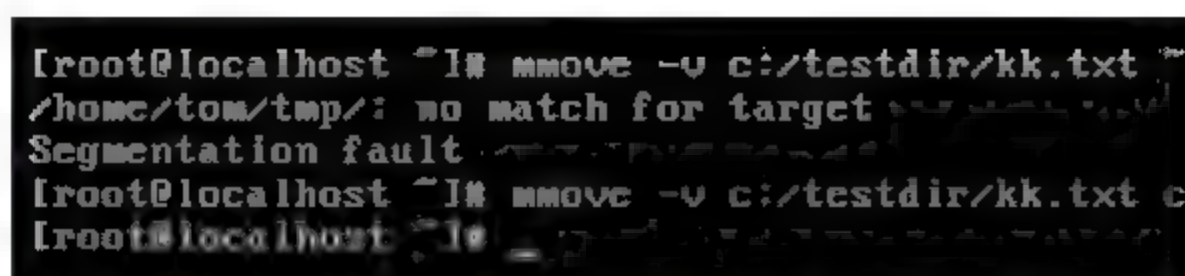 [root@localhost ~]# mmove -v c:/testdir/kk.txt ~
/home/tom/tmp/: no match for target
Segmentation fault
[root@localhost ~]# mmove -v c:/testdir/kk.txt c
[root@localhost ~]# _